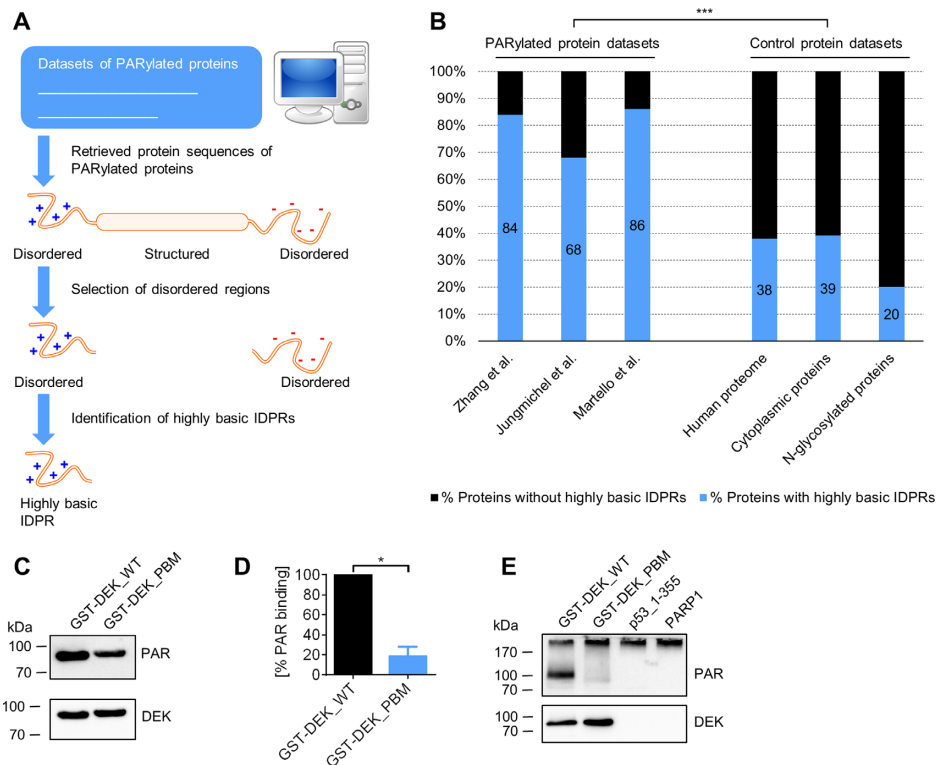 A
Datasets of PARylated proteins
Retrieved protein sequences of
PARylated proteins
+ + + +
- - - - -
Disordered
Structured
Disordered
Selection of disordered regions
+ + + +
- - - - -
Disordered
Disordered
Identification of highly basic IDPRs
+ + + +
Highly basic
IDPR
B
***
PARylated protein datasets
Control protein datasets
100%
90%
80%
70%
60%
50%
40%
30%
20%
10%
0%
84
68
86
38
39
20
Zhang et al.
Jungmichel et al.
Martello et al.
Human proteome
Cytoplasmic proteins
N-glycosylated proteins
% Proteins without highly basic IDPRs
% Proteins with highly basic IDPRs
C
GST-DEK_WT
GST-DEK_PBM
kDa
100
70
PAR
100
70
DEK
D
*
[% PAR binding]
100
80
60
40
20
0
GST-DEK_WT
GST-DEK_PBM
E
GST-DEK_WT
GST-DEK_PBM
p53_1-355
PARP1
kDa
170
100
70
PAR
100
70
DEK